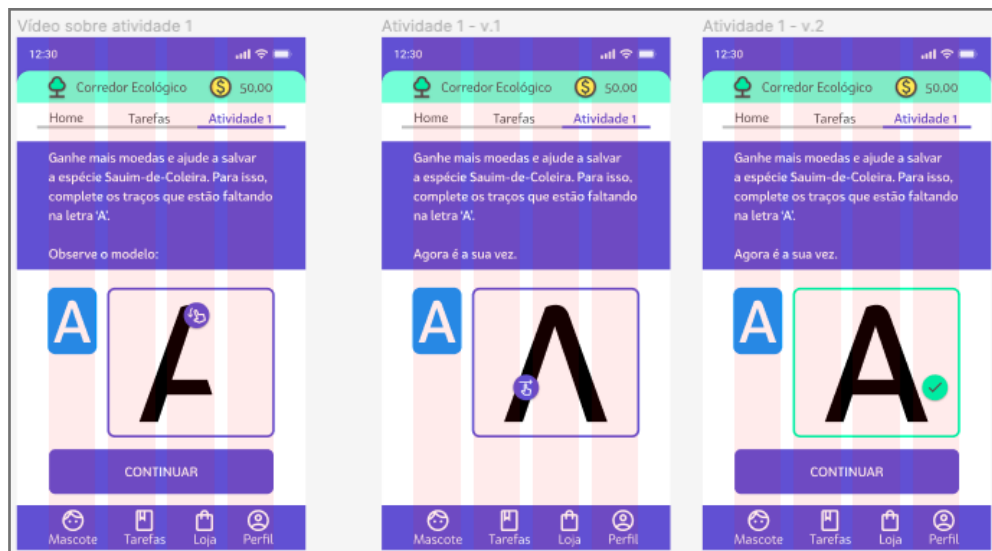 Vídeo sobre atividade 1
12:30
Corredor Ecológico $ 50,00
Home Tarefas Atividade 1
Ganhe mais moedas e ajude a salvar
a espécie Sauim-de-Coleira. Para isso,
complete os traços que estão faltando
na letra 'A'.
Observe o modelo:
A
CONTINUAR
Mascote Tarefas Loja Perfil
Atividade 1 - v.1
12:30
Corredor Ecológico $ 50,00
Home Tarefas Atividade 1
Ganhe mais moedas e ajude a salvar
a espécie Sauim-de-Coleira. Para isso,
complete os traços que estão faltando
na letra 'A'.
Agora é a sua vez.
A
Mascote Tarefas Loja Perfil
Atividade 1 - v.2
12:30
Corredor Ecológico $ 50,00
Home Tarefas Atividade 1
Ganhe mais moedas e ajude a salvar
a espécie Sauim-de-Coleira. Para isso,
complete os traços que estão faltando
na letra 'A'.
Agora é a sua vez.
A A
CONTINUAR
Mascote Tarefas Loja Perfil